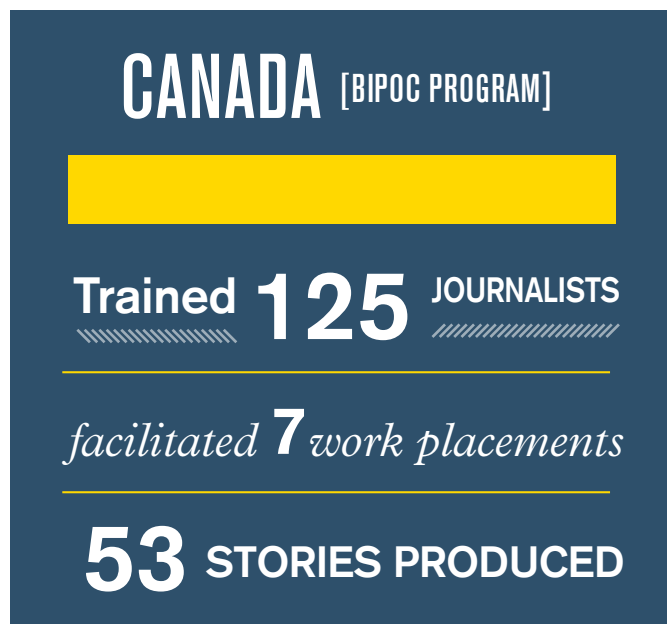 CANADA [BIPOC PROGRAM]
Trained 125 JOURNALISTS
facilitated 7 work placements
53 STORIES PRODUCED